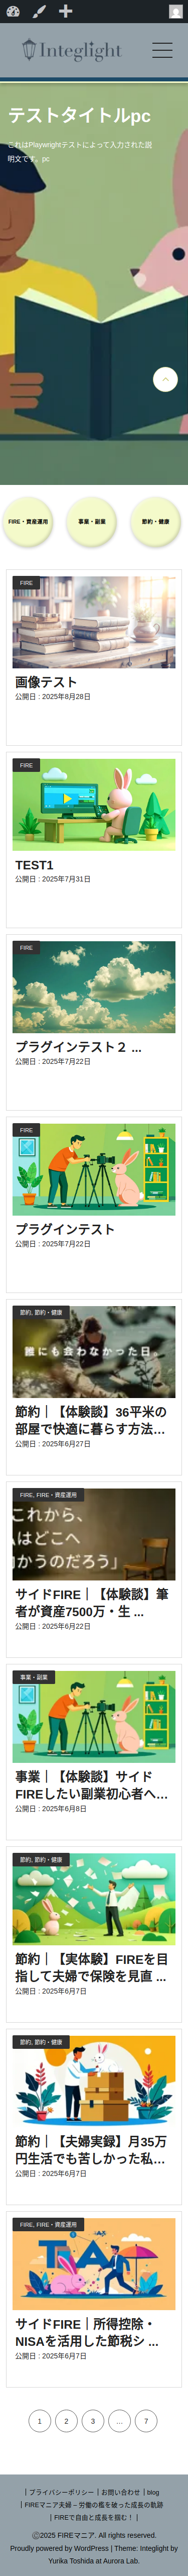 Integlight
テストタイトルpc
これはPlaywrightテストによって入力された説
明文です。pc
FIRE・資産運用
事業・副業
節約・健康
FIRE
画像テスト
公開日 : 2025年8月28日
FIRE
TEST1
公開日 : 2025年7月31日
FIRE
プラグインテスト２ ...
公開日 : 2025年7月22日
FIRE
プラグインテスト
公開日 : 2025年7月22日
節約, 節約・健康
誰にも会わなかった日。
節約｜【体験談】36平米の
部屋で快適に暮らす方法…
公開日 : 2025年6月27日
FIRE, FIRE・資産運用
これから、
はどこへ
向かうのだろう」
サイドFIRE｜【体験談】筆
者が資産7500万・生 ...
公開日 : 2025年6月22日
事業・副業
事業｜【体験談】サイド
FIREしたい副業初心者へ…
公開日 : 2025年6月8日
節約, 節約・健康
節約｜【実体験】FIREを目
指して夫婦で保険を見直 ...
公開日 : 2025年6月7日
節約, 節約・健康
節約｜【夫婦実録】月35万
円生活でも苦しかった私…
公開日 : 2025年6月7日
FIRE, FIRE・資産運用
サイドFIRE｜所得控除・
NISAを活用した節税シ ...
公開日 : 2025年6月7日
1 2 3 … 7
| プライバシーポリシー | お問い合わせ | blog
| FIREマニア夫婦 – 労働の檻を破った成長の軌跡
| FIREで自由と成長を掴む！ |
Ⓒ2025 FIREマニア. All rights reserved.
Proudly powered by WordPress | Theme: Integlight by
Yurika Toshida at Aurora Lab.